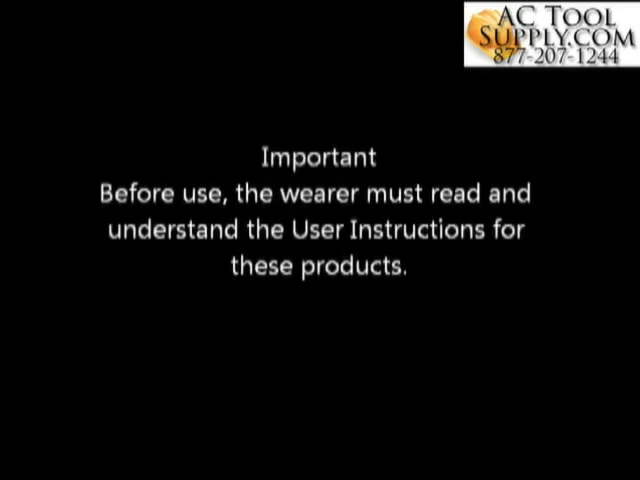 AC TOOL
SUPPLY.COM
877-207-1244
Important
Before use, the wearer must read and
understand the User Instructions for
these products.